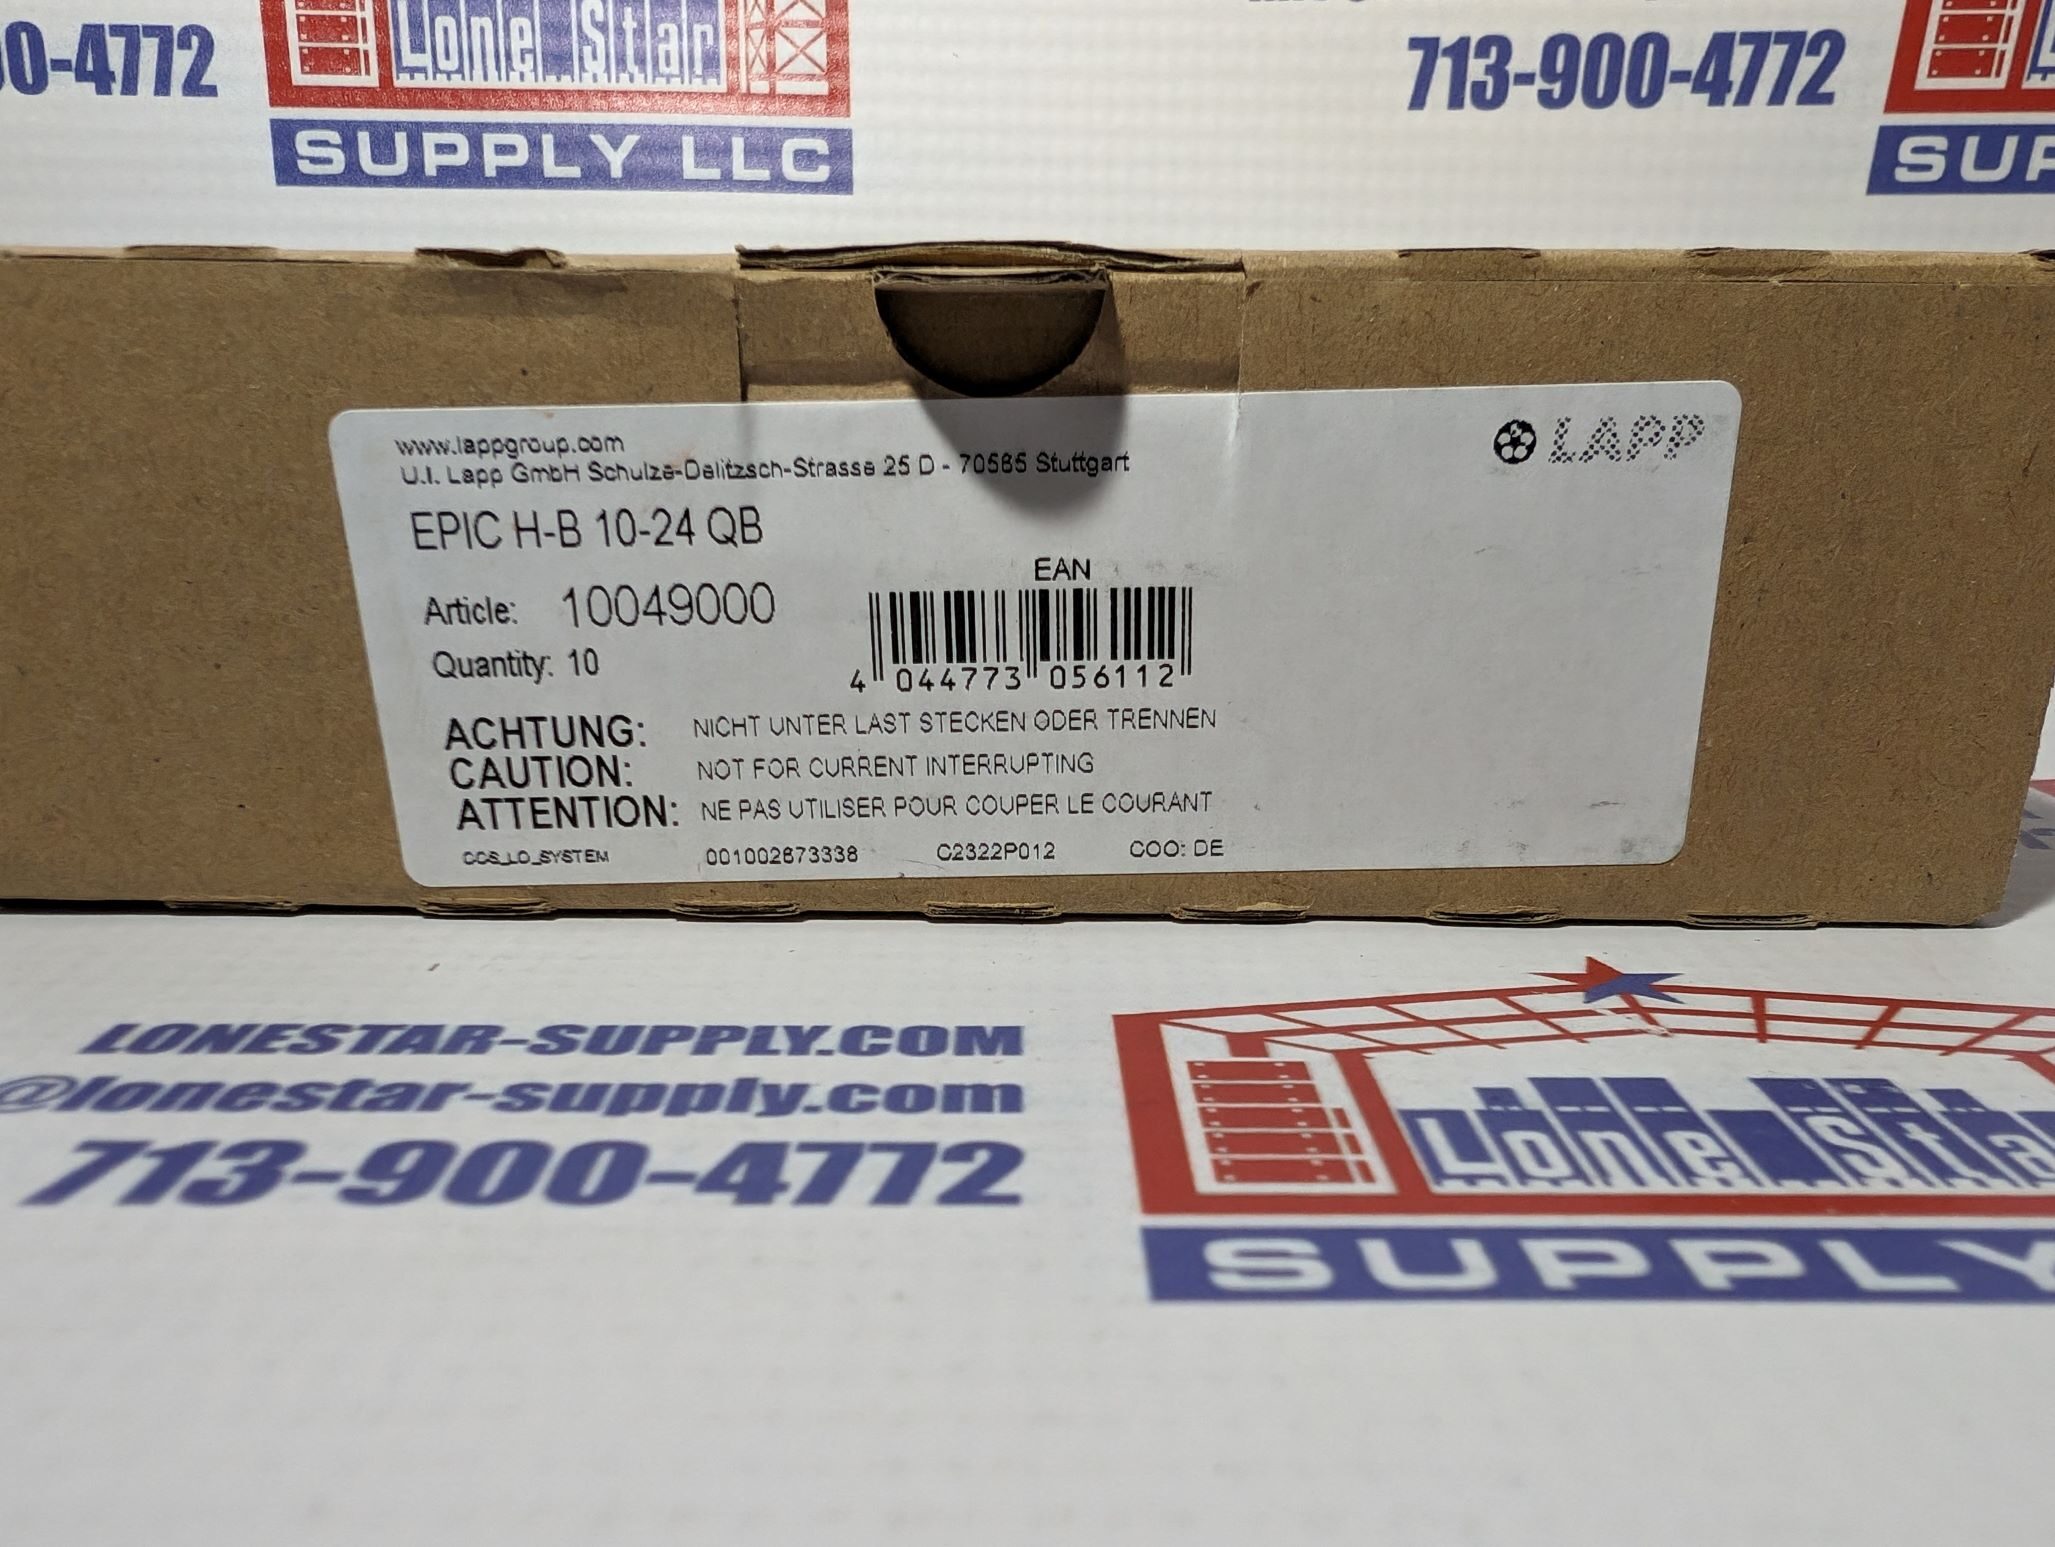 Lone Star
SUPPLY LLC
713-900-4772
www.lappgroup.com
U.I. Lapp GmbH Schulze-Delitzsch-Strasse 25 D - 70565 Stuttgart
LAPP
EPIC H-B 10-24 QB
Article: 10049000
Quantity: 10
EAN
4 044773 056112
ACHTUNG: NICHT UNTER LAST STECKEN ODER TRENNEN
CAUTION: NOT FOR CURRENT INTERRUPTING
ATTENTION: NE PAS UTILISER POUR COUPER LE COURANT
CCS_LO_SYSTEM 001002673338 C2322P012 COO: DE
LONESTAR-SUPPLY.COM
@lonestar-supply.com
713-900-4772
Lone Sta
SUPPLY